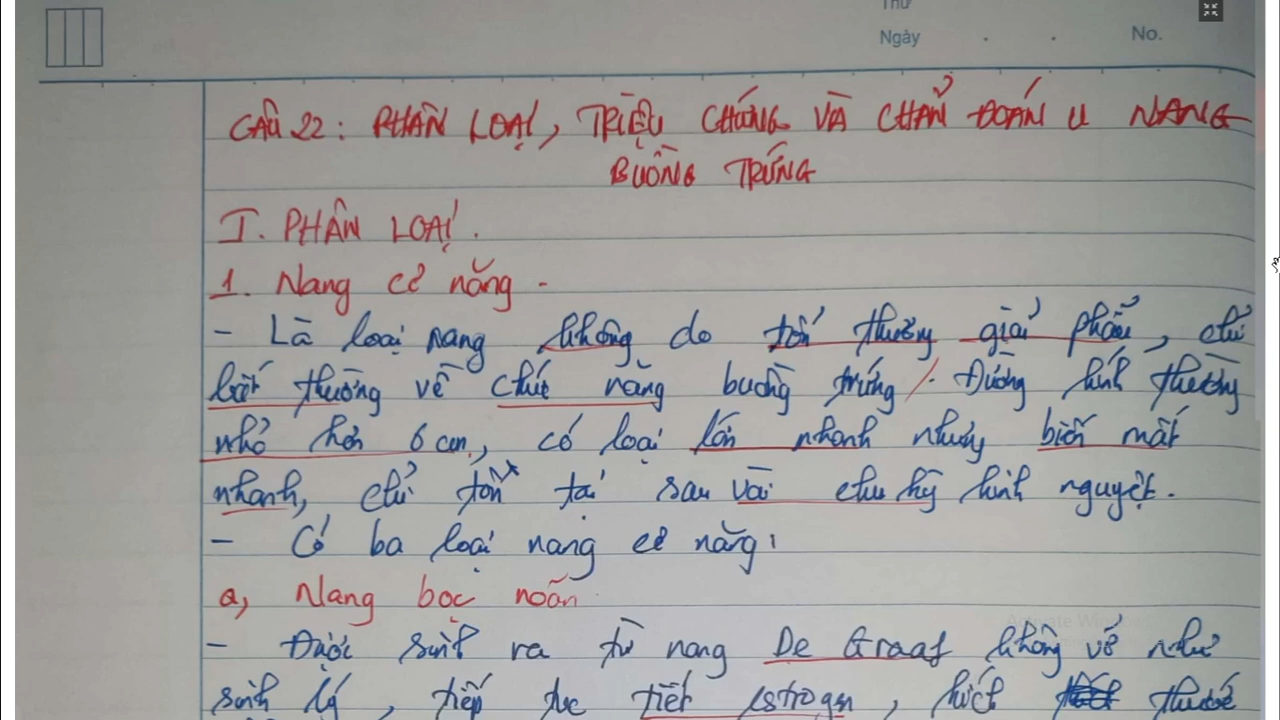 Thứ
Ngày . . No.
CÂU 22: PHÂN LOẠI, TRIỆU CHỨNG VÀ CHẨN ĐOÁN U NANG
BUỒNG TRỨNG
I. PHÂN LOẠI.
1. Nang cơ năng.
- Là loại nang không do tổn thương giải phẫu, chỉ
bất thường về chức năng buồng trứng. Đường kính thường
nhỏ hơn 6 cm, có loại lớn nhanh nhưng biến mất
nhanh, chỉ tồn tại sau vài chu kỳ kinh nguyệt.
- Có ba loại nang cơ năng:
a, Nang bọc noãn
- Được sinh ra từ nang De Graaf không vỡ như
sinh lý, tiếp tục tiết estrogen, kích thước